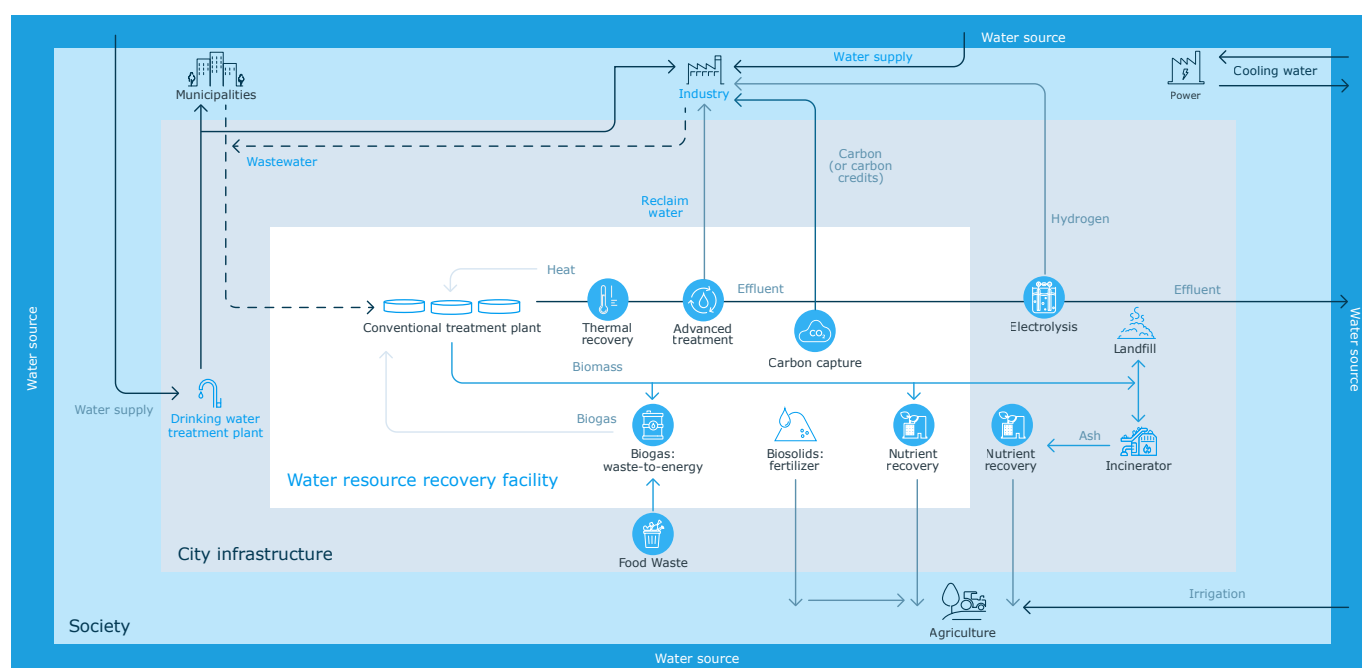 Water source
Water supply
Cooling water
Municipalities
Industry
Power
Wastewater
Carbon
(or carbon
credits)
Reclaim
water
Hydrogen
Heat
Effluent
Effluent
Conventional treatment plant
Thermal
recovery
Advanced
treatment
CO₂
Carbon capture
Electrolysis
Landfill
Water source
Water source
Biomass
Water supply
Drinking water
treatment plant
Biogas
Biogas:
waste-to-energy
Biosolids:
fertilizer
Nutrient
recovery
Nutrient
recovery
Ash
Incinerator
Water resource recovery facility
City infrastructure
Food Waste
Irrigation
Society
Agriculture
Water source